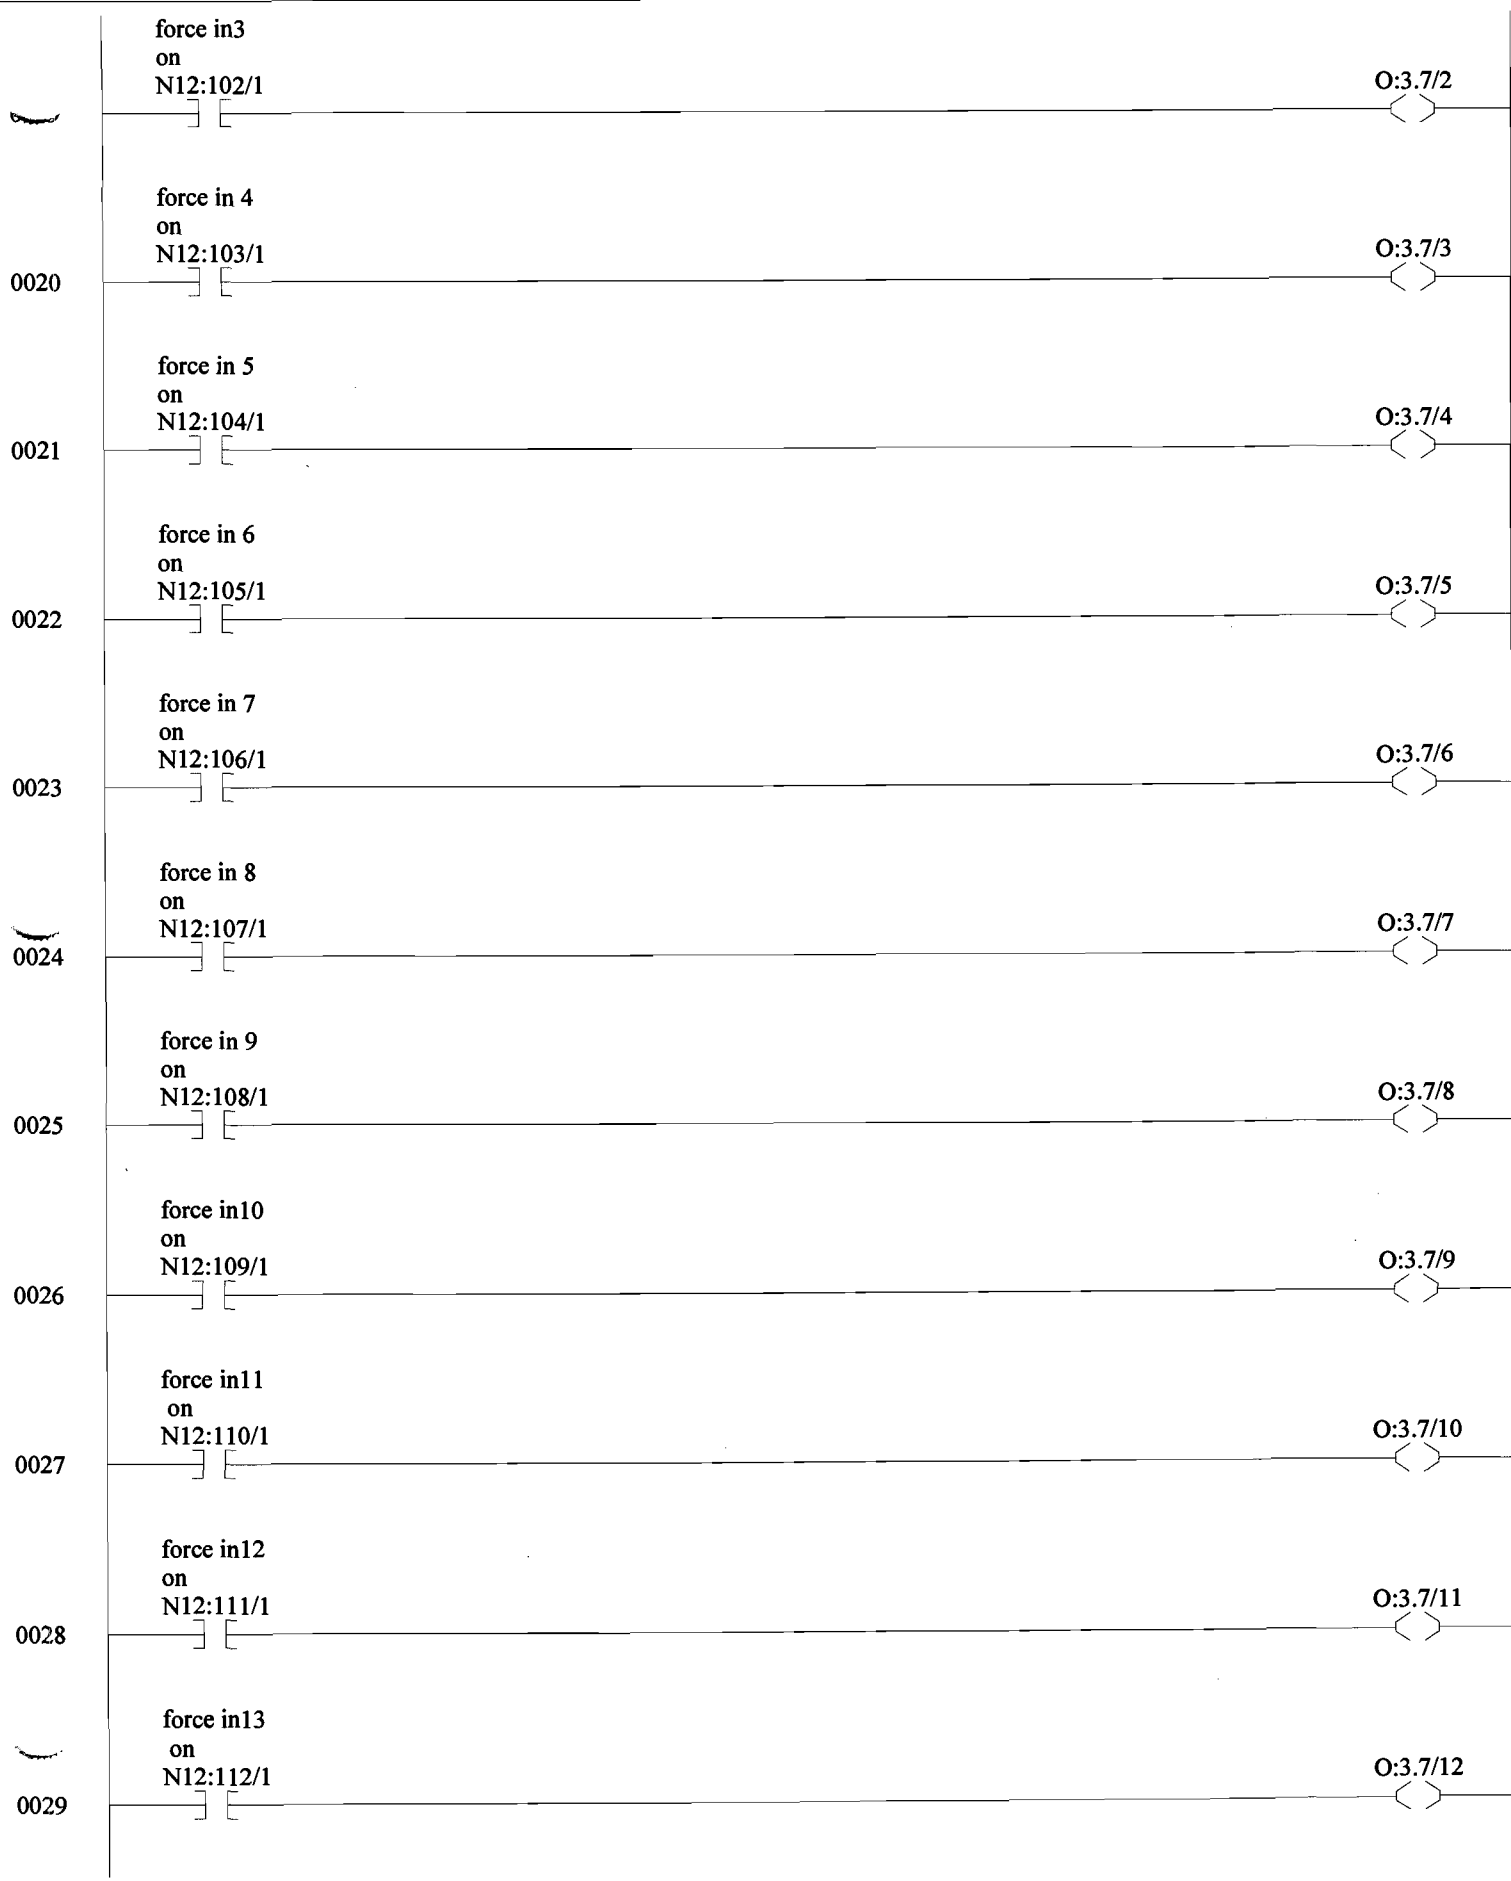 force in3
on
N12:102/1
O:3.7/2
force in 4
on
N12:103/1
O:3.7/3
0020
force in 5
on
N12:104/1
O:3.7/4
0021
force in 6
on
N12:105/1
O:3.7/5
0022
force in 7
on
N12:106/1
O:3.7/6
0023
force in 8
on
N12:107/1
O:3.7/7
0024
force in 9
on
N12:108/1
O:3.7/8
0025
force in10
on
N12:109/1
O:3.7/9
0026
force in11
on
N12:110/1
O:3.7/10
0027
force in12
on
N12:111/1
O:3.7/11
0028
force in13
on
N12:112/1
O:3.7/12
0029